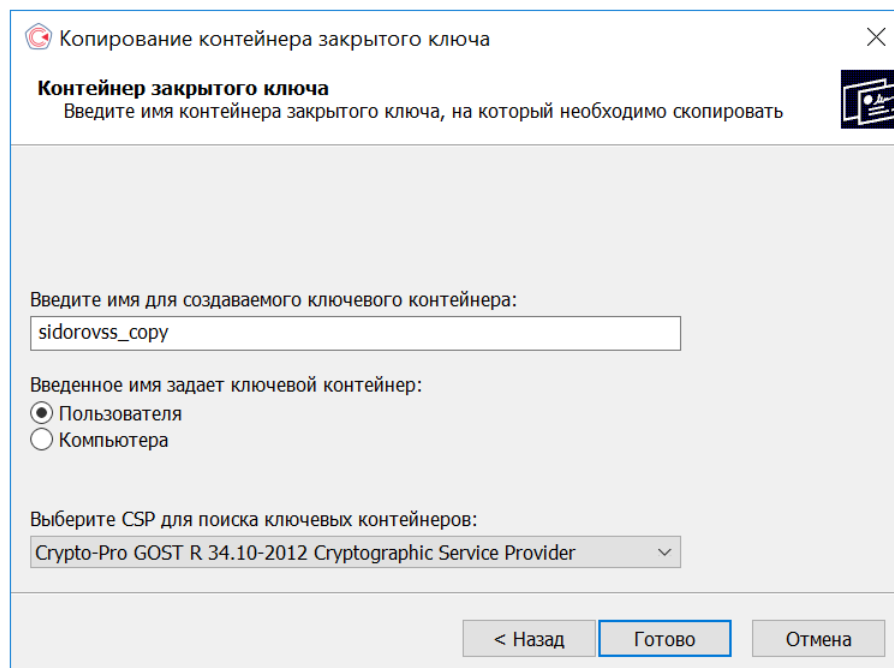 Копирование контейнера закрытого ключа
Контейнер закрытого ключа
Введите имя контейнера закрытого ключа, на который необходимо скопировать
Введите имя для создаваемого ключевого контейнера:
sidorovss_copy
Введенное имя задает ключевой контейнер:
Пользователя
Компьютера
Выберите CSP для поиска ключевых контейнеров:
Crypto-Pro GOST R 34.10-2012 Cryptographic Service Provider
< Назад Готово Отмена